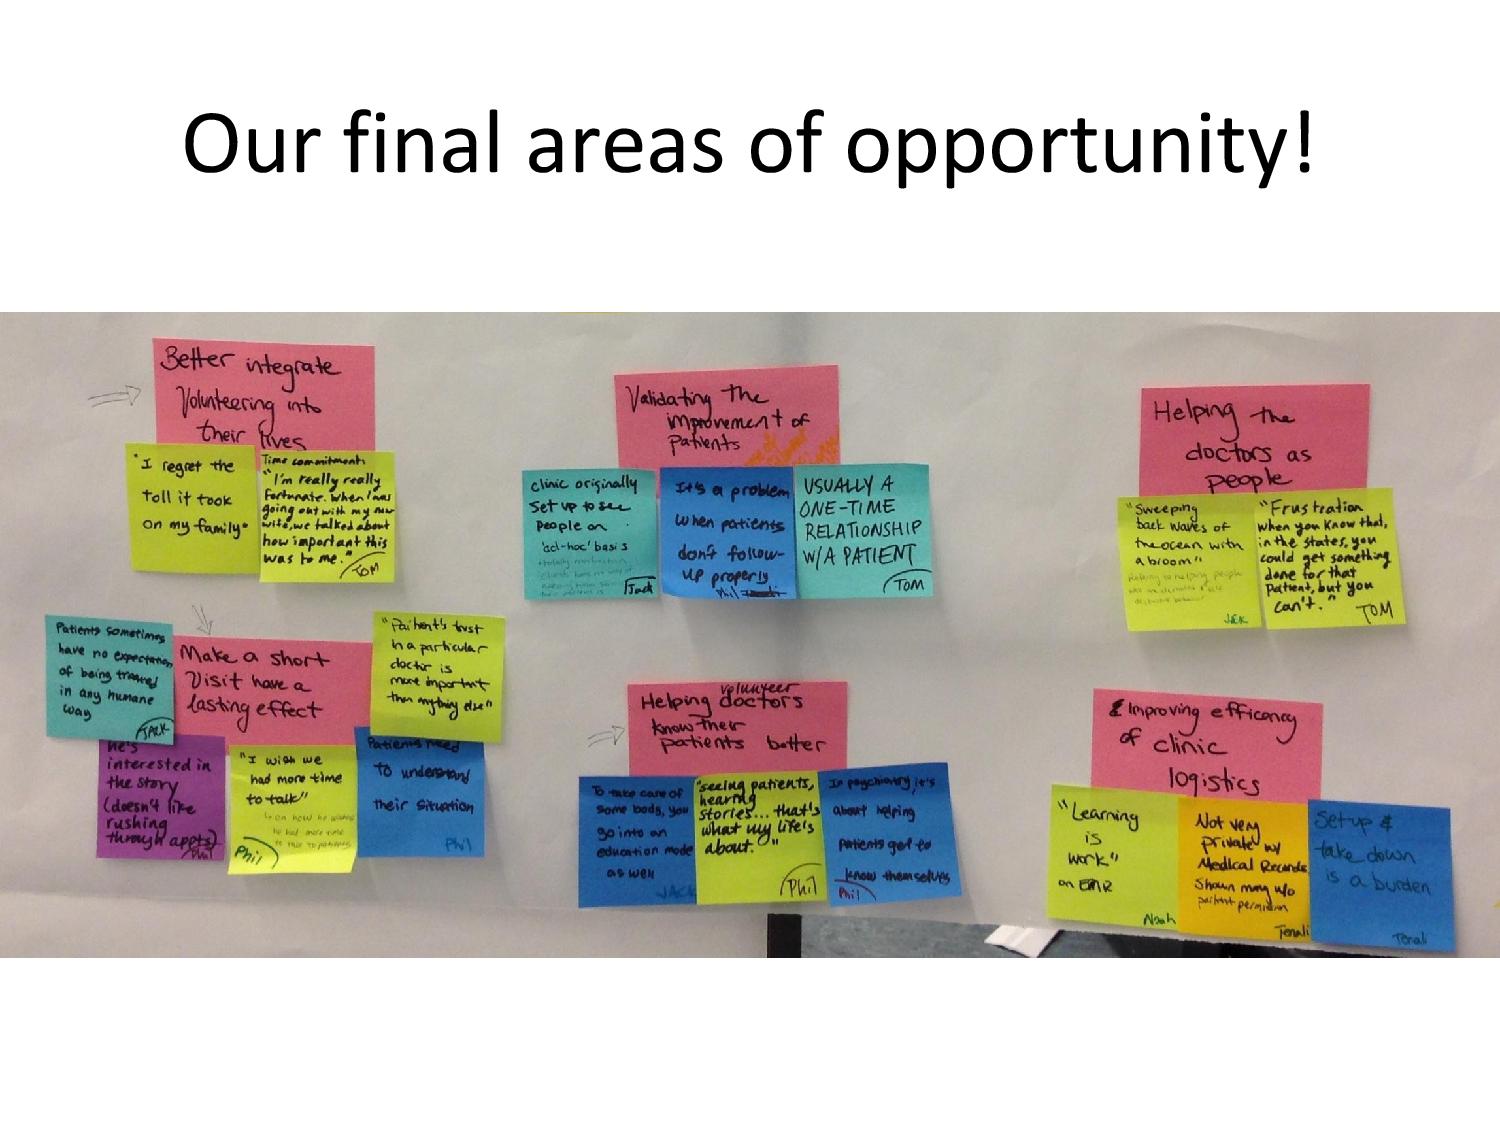 Our final areas of opportunity!
Better integrate
Volunteering into
their lives
"I regret the
toll it took
on my family"
Time commitment:
"I'm really really
fortunate. When I was
going out with my now
wife, we talked about
how important this
was to me."
TOM
Validating the
improvement of
patients
clinic originally
set up to see
people on
'ad-hoc' basis
Jack
It's a problem
when patients
don't follow-
up properly
Phil
USUALLY A
ONE-TIME
RELATIONSHIP
W/A PATIENT
TOM
Helping the
doctors as
people
"Sweeping
back waves of
the ocean with
a broom"
JACK
"Frustration
when you know that,
in the states, you
could get something
done for that
patient, but you
can't."
TOM
Patients sometimes
have no expectation
of being treated
in any humane
way
JACK
Make a short
Visit have a
lasting effect
"Patient's trust
in a particular
doctor is
more important
than anything else"
he's
interested in
the story
(doesn't like
rushing
through appts)
Phil
"I wish we
had more time
to talk"
Phil
Patients need
to understand
their situation
Phil
volunteer
Helping doctors
know their
patients better
To take care of
some body, you
go into an
education mode
as well
JACK
"seeing patients,
hearing
stories... that's
what my life's
about."
Phil
In psychiatry, it's
about helping
patients get to
know themselves
Phil
Improving efficency
of clinic
logistics
"Learning
is
work"
on EMR
Noah
Not very
private w/
Medical Records
Shown may w/o
patient permission
Tenali
Setup &
take down
is a burden
Tenali